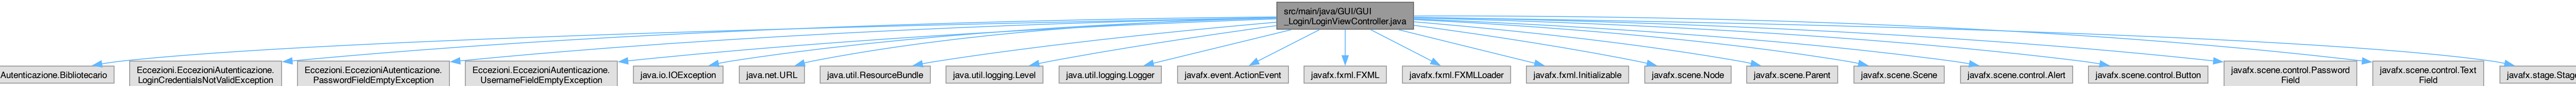 src/main/java/GUI/GUI
_Login/LoginViewController.java
Autenticazione.Bibliotecario
Eccezioni.EccezioniAutenticazione.
LoginCredentialsNotValidException
Eccezioni.EccezioniAutenticazione.
PasswordFieldEmptyException
Eccezioni.EccezioniAutenticazione.
UsernameFieldEmptyException
java.io.IOException
java.net.URL
java.util.ResourceBundle
java.util.logging.Level
java.util.logging.Logger
javafx.event.ActionEvent
javafx.fxml.FXML
javafx.fxml.FXMLLoader
javafx.fxml.Initializable
javafx.scene.Node
javafx.scene.Parent
javafx.scene.Scene
javafx.scene.control.Alert
javafx.scene.control.Button
javafx.scene.control.Password
Field
javafx.scene.control.Text
Field
javafx.stage.Stage